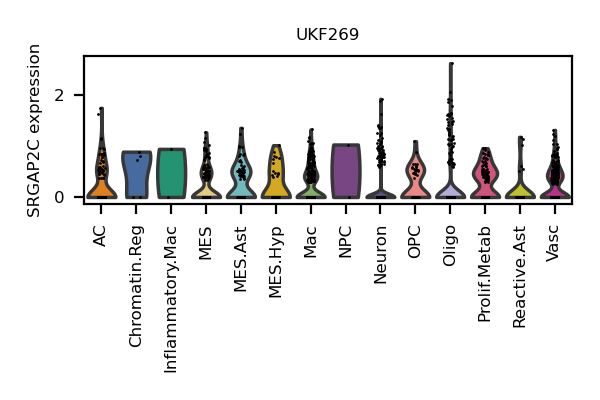 UKF269
SRGAP2C expression
2
0
AC
Chromatin.Reg
Inflammatory.Mac
MES
MES.Ast
MES.Hyp
Mac
NPC
Neuron
OPC
Oligo
Prolif.Metab
Reactive.Ast
Vasc